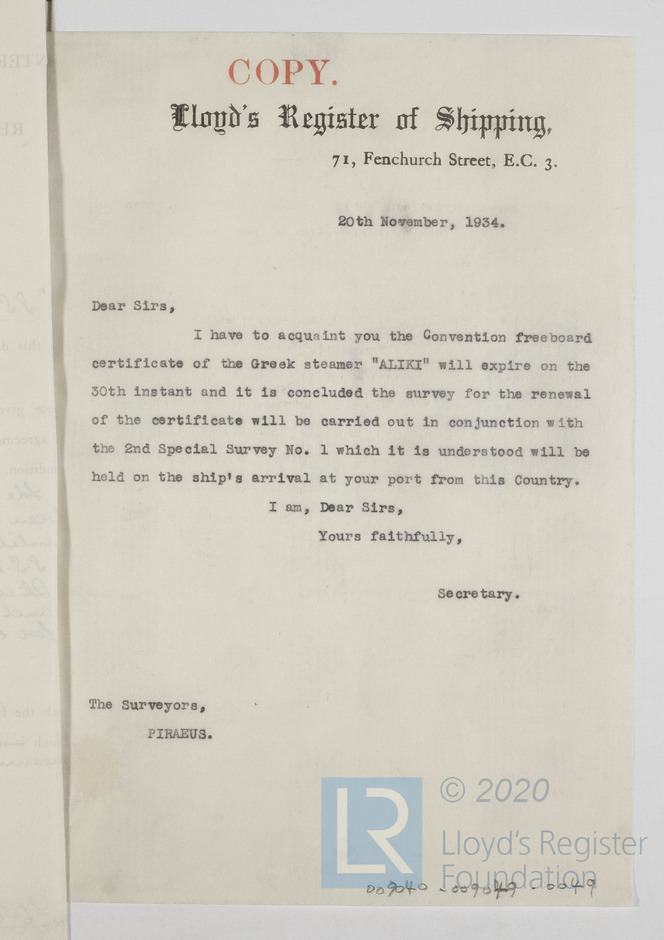 COPY.
Lloyd's Register of Shipping,
71, Fenchurch Street, E.C. 3.
20th November, 1934.
Dear Sirs,
I have to acquaint you the Convention freeboard
certificate of the Greek steamer "ALIKI" will expire on the
30th instant and it is concluded the survey for the renewal
of the certificate will be carried out in conjunction with
the 2nd Special Survey No. 1 which it is understood will be
held on the ship's arrival at your port from this Country.
I am, Dear Sirs,
Yours faithfully,
Secretary.
The Surveyors,
PIRAEUS.
LR
© 2020
Lloyd's Register
Foundation
009040-009049-0049